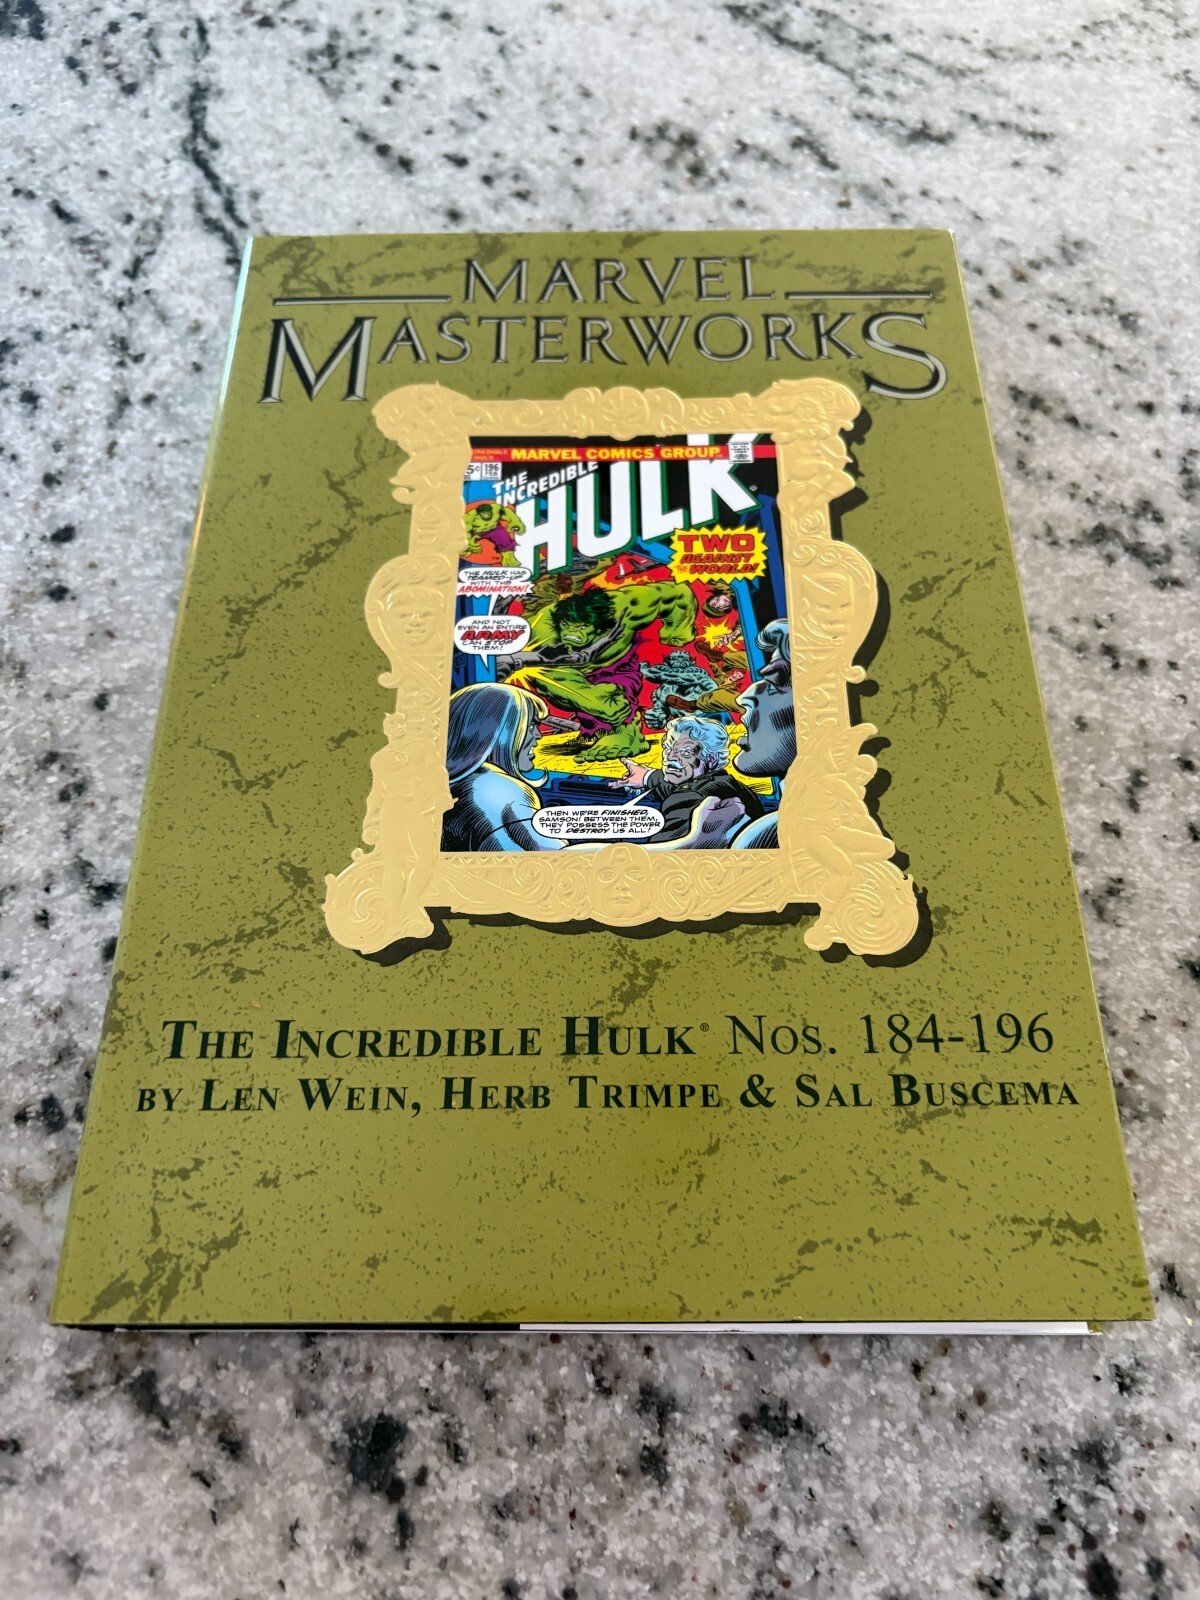 MARVEL
MASTERWORKS
MARVEL COMICS GROUP
5¢ 196
THE
INCREDIBLE
HULK
TWO
AGAINST
THE WORLD!
THE HULK HAS
TEAMED-UP
WITH THE
ABOMINATION!
AND NOT
EVEN AN ENTIRE
ARMY
CAN STOP
THEM!
THEN WE'RE FINISHED,
SAMSON! BETWEEN THEM,
THEY POSSESS THE POWER
TO DESTROY US ALL!
THE INCREDIBLE HULK® NOS. 184-196
BY LEN WEIN, HERB TRIMPE & SAL BUSCEMA